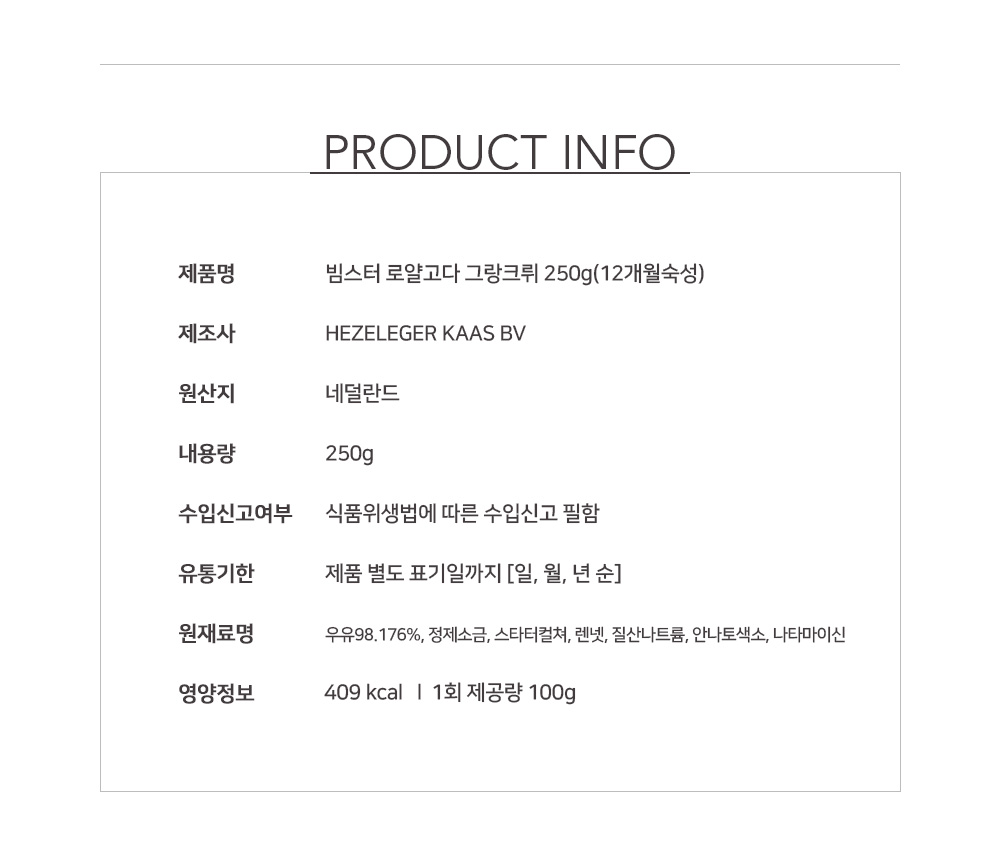 PRODUCT INFO
제품명 빔스터 로얄고다 그랑크뤼 250g(12개월숙성)
제조사 HEZELEGER KAAS BV
원산지 네덜란드
내용량 250g
수입신고여부 식품위생법에 따른 수입신고 필함
유통기한 제품 별도 표기일까지 [일, 월, 년 순]
원재료명 우유98.176%, 정제소금, 스타터컬쳐, 렌넷, 질산나트륨, 안나토색소, 나타마이신
영양정보 409 kcal ㅣ 1회 제공량 100g